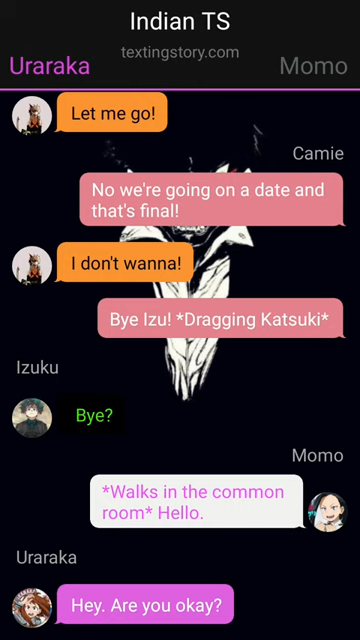 Indian TS
textingstory.com
Uraraka
Momo
Let me go!
Camie
No we're going on a date and
that's final!
I don't wanna!
Bye Izu! *Dragging Katsuki*
Izuku
Bye?
Momo
*Walks in the common
room* Hello.
Uraraka
Hey. Are you okay?